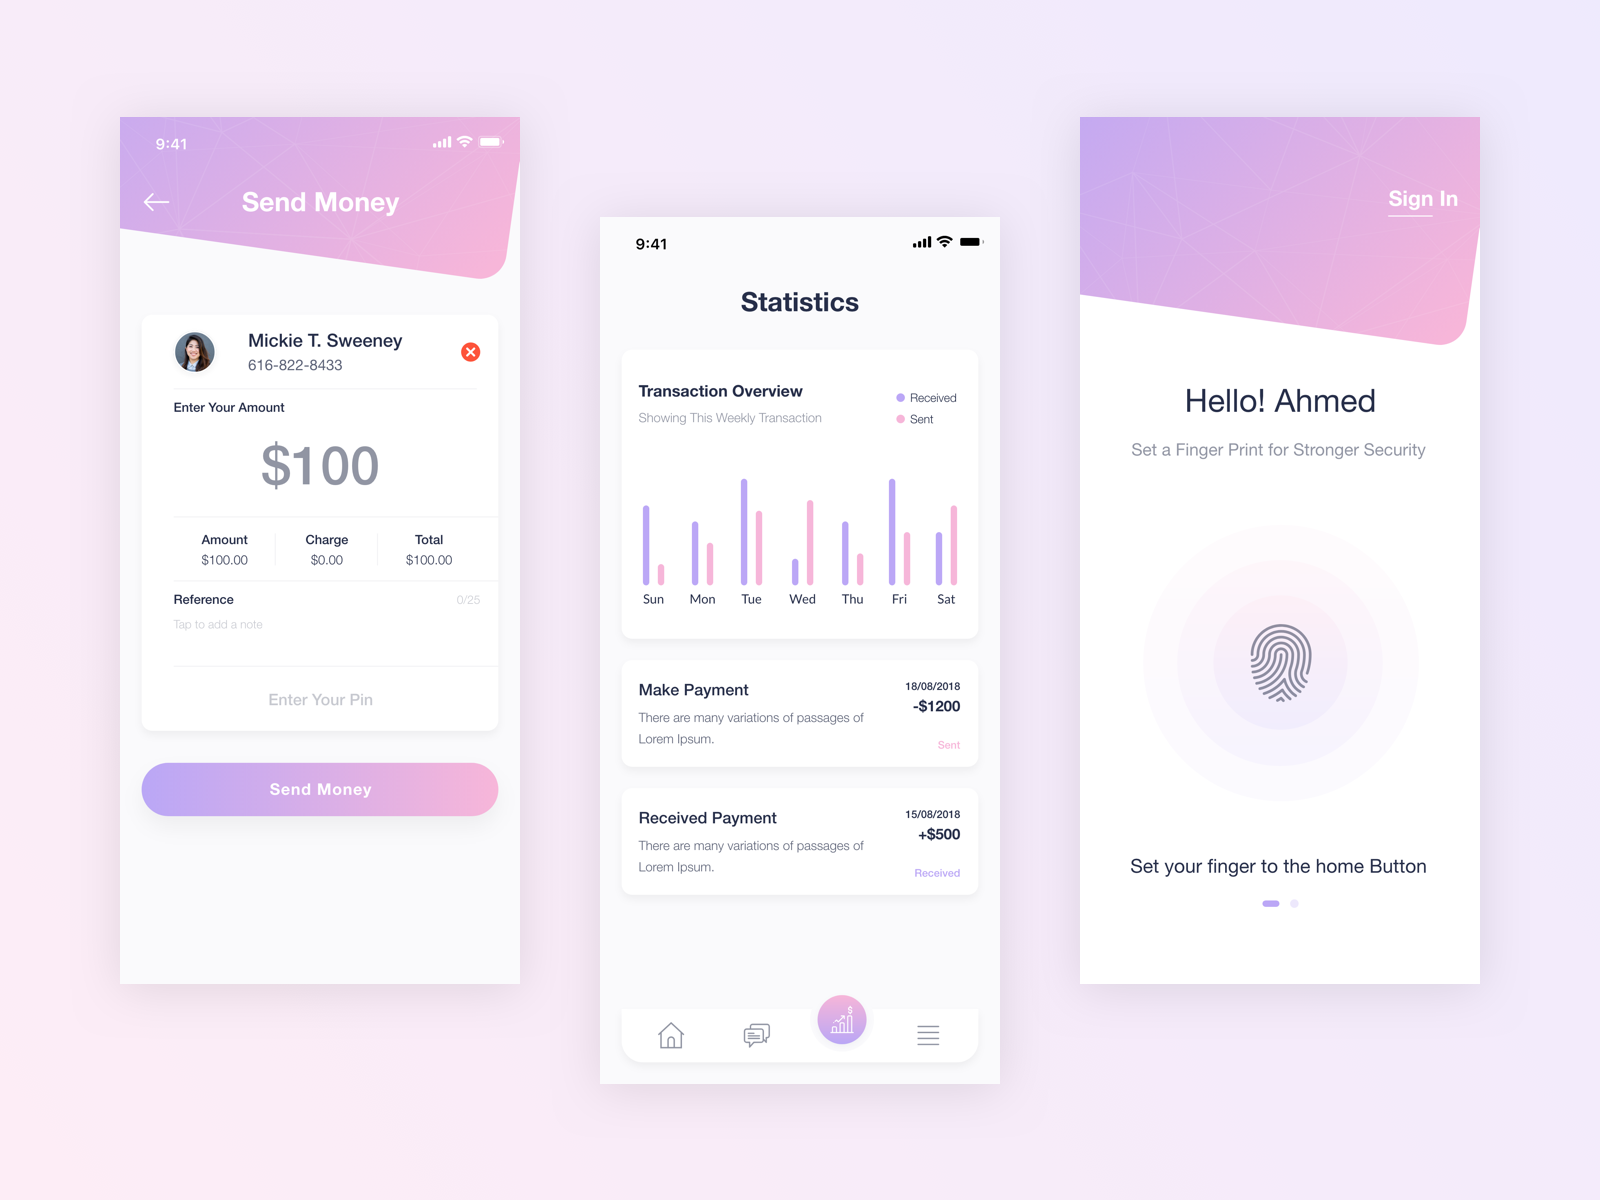 9:41
Send Money
Mickie T. Sweeney
616-822-8433
Enter Your Amount
$100
Amount Charge Total
$100.00 $0.00 $100.00
Reference 0/25
Tap to add a note
Enter Your Pin
Send Money
9:41
Statistics
Transaction Overview
Showing This Weekly Transaction
Received
Sent
Sun Mon Tue Wed Thu Fri Sat
Make Payment
There are many variations of passages of
Lorem Ipsum.
18/08/2018
-$1200
Sent
Received Payment
There are many variations of passages of
Lorem Ipsum.
15/08/2018
+$500
Received
$
Sign In
Hello! Ahmed
Set a Finger Print for Stronger Security
Set your finger to the home Button